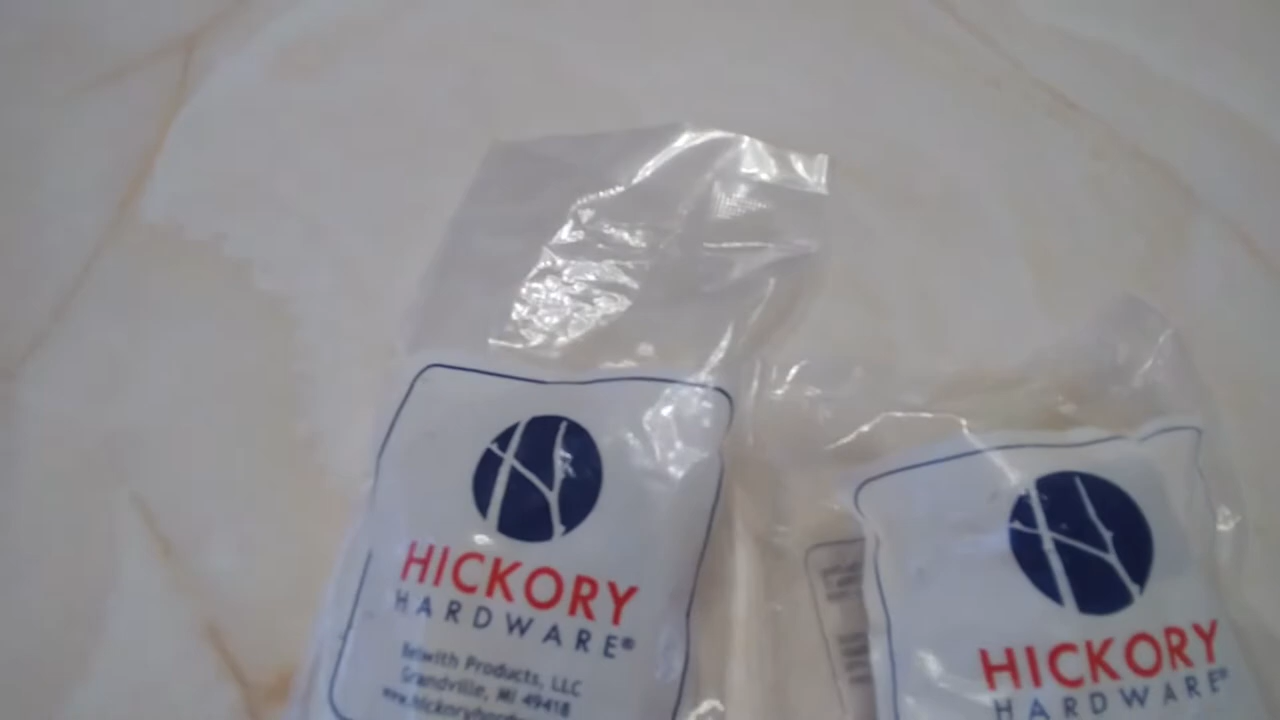 HICKORY
HARDWARE®
Belwith Products, LLC
Grandville, MI 49418
HICKORY
HARDWARE®